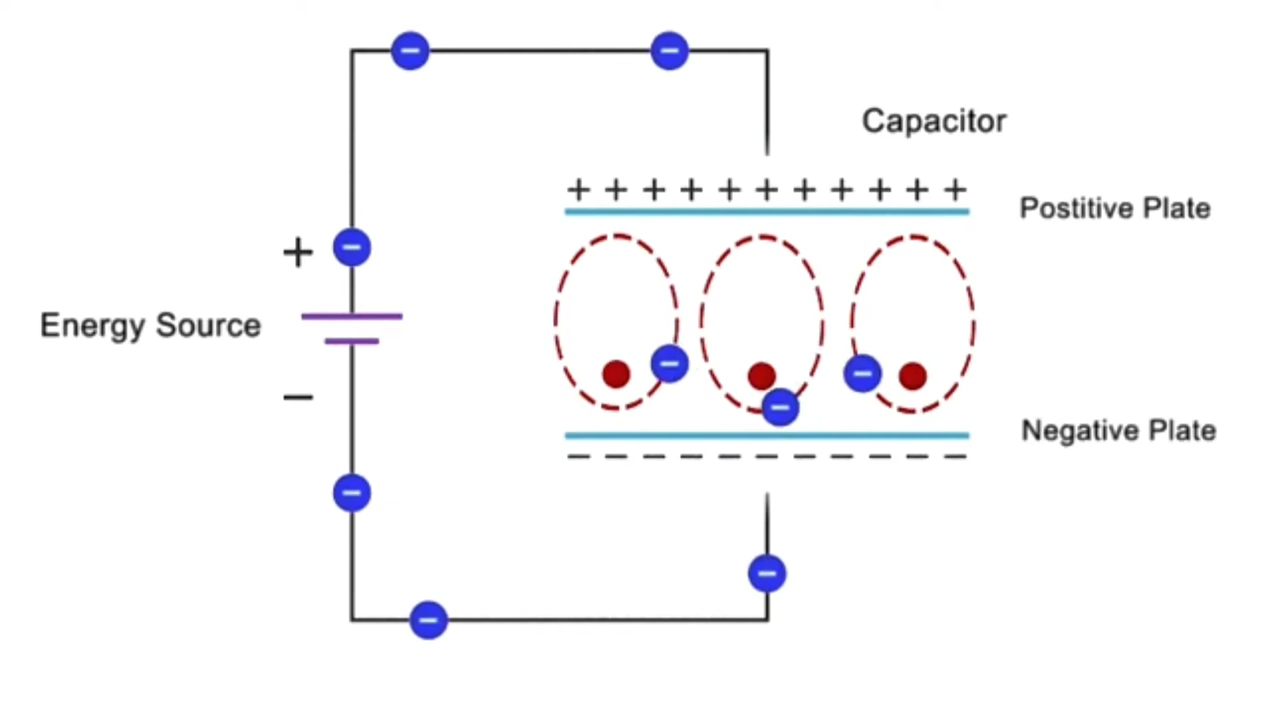 Capacitor
+ + + + + + + + + + +
Postitive Plate
+
Energy Source
−
Negative Plate
− − − − − − − − − − −